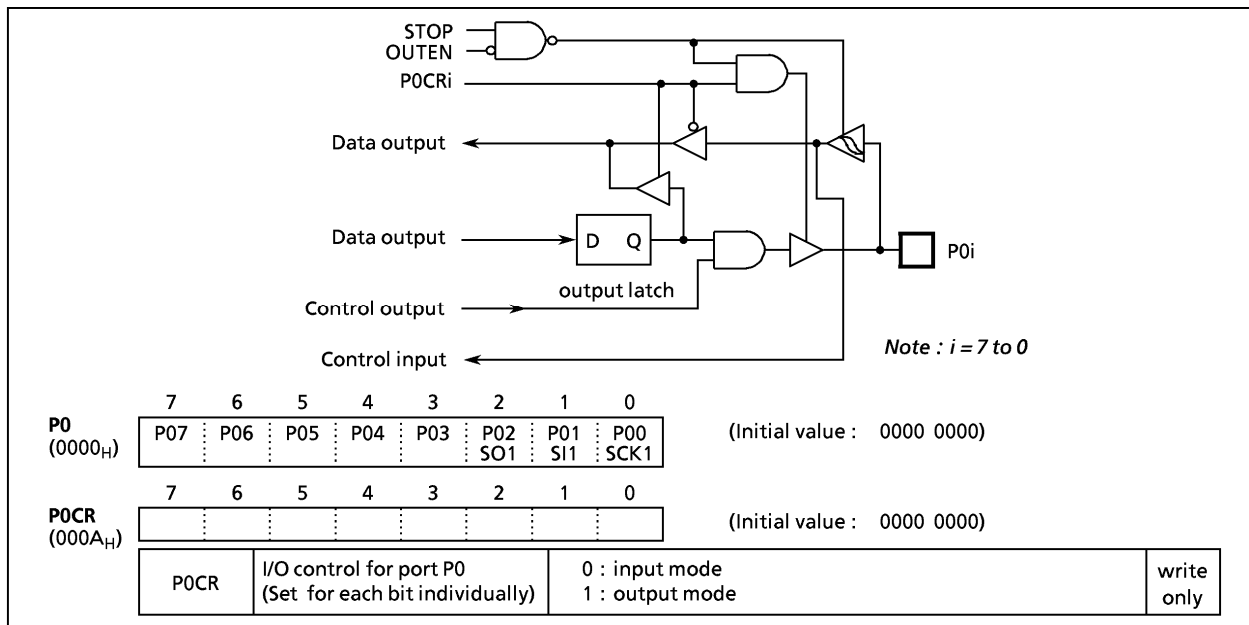 STOP
OUTEN
P0CRi
Data output
Data output
D Q
P0i
output latch
Control output
Control input
Note : i = 7 to 0
7 6 5 4 3 2 1 0
P0 (0000H)
P07 P06 P05 P04 P03 P02 P01 P00
SO1 SI1 SCK1
(Initial value : 0000 0000)
7 6 5 4 3 2 1 0
P0CR (000AH)
(Initial value : 0000 0000)
P0CR
I/O control for port P0
(Set for each bit individually)
0 : input mode
1 : output mode
write
only